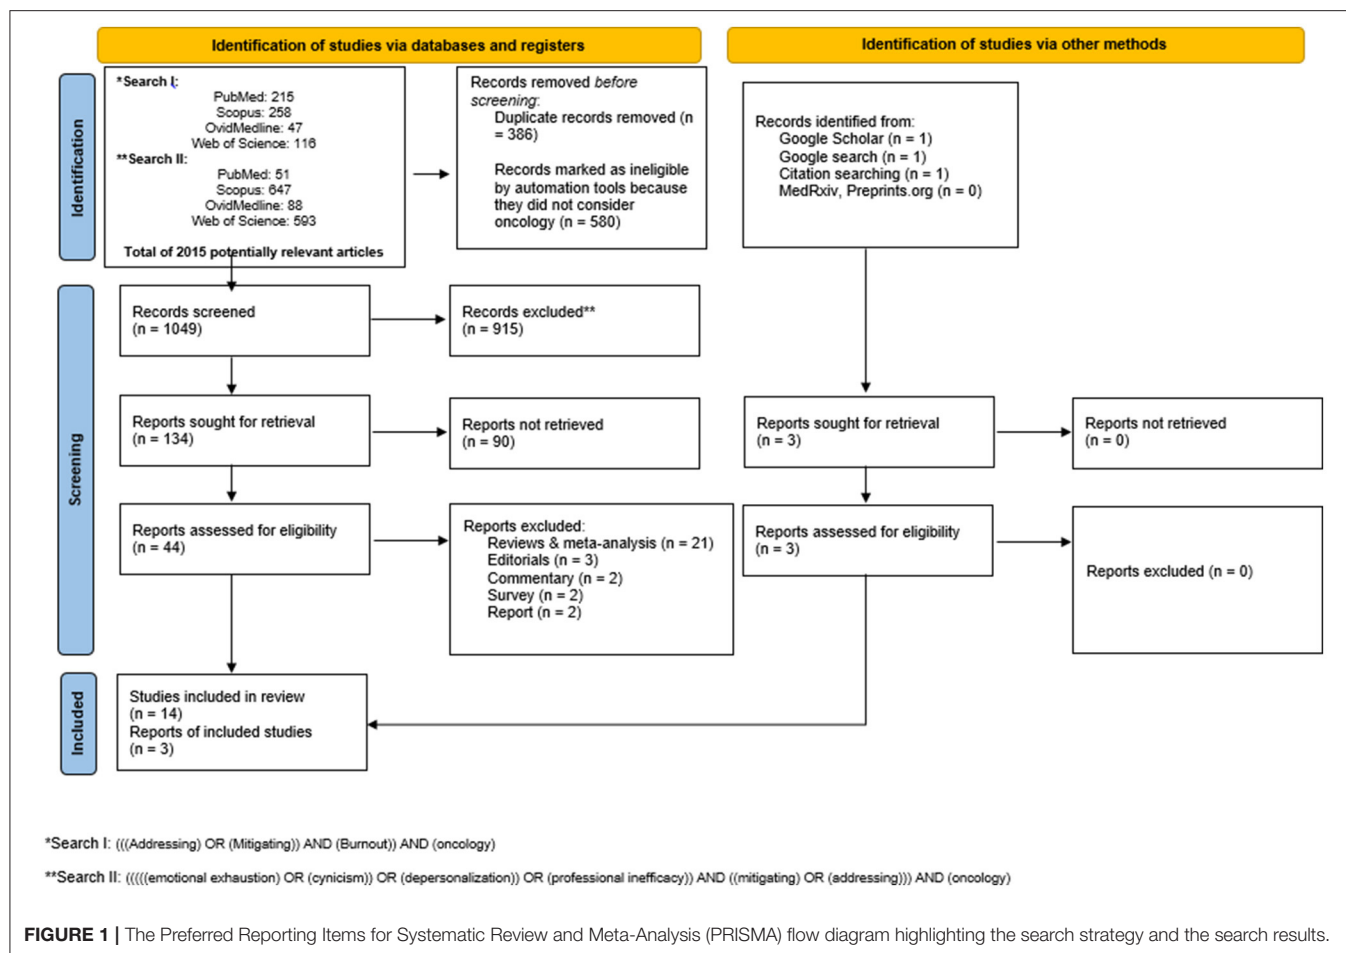 Identification of studies via databases and registers
Identification of studies via other methods
Identification
*Search I:
PubMed: 215
Scopus: 258
OvidMedline: 47
Web of Science: 116
**Search II:
PubMed: 51
Scopus: 647
OvidMedline: 88
Web of Science: 593
Total of 2015 potentially relevant articles
Records removed before
screening:
Duplicate records removed (n
= 386)
Records marked as ineligible
by automation tools because
they did not consider
oncology (n = 580)
Records identified from:
Google Scholar (n = 1)
Google search (n = 1)
Citation searching (n = 1)
MedRxiv, Preprints.org (n = 0)
Screening
Records screened
(n = 1049)
Records excluded**
(n = 915)
Reports sought for retrieval
(n = 134)
Reports not retrieved
(n = 90)
Reports sought for retrieval
(n = 3)
Reports not retrieved
(n = 0)
Reports assessed for eligibility
(n = 44)
Reports excluded:
Reviews & meta-analysis (n = 21)
Editorials (n = 3)
Commentary (n = 2)
Survey (n = 2)
Report (n = 2)
Reports assessed for eligibility
(n = 3)
Reports excluded (n = 0)
Included
Studies included in review
(n = 14)
Reports of included studies
(n = 3)
*Search I: (((Addressing) OR (Mitigating)) AND (Burnout)) AND (oncology)
**Search II: (((((emotional exhaustion) OR (cynicism)) OR (depersonalization)) OR (professional inefficacy)) AND ((mitigating) OR (addressing))) AND (oncology)
FIGURE 1 | The Preferred Reporting Items for Systematic Review and Meta-Analysis (PRISMA) flow diagram highlighting the search strategy and the search results.